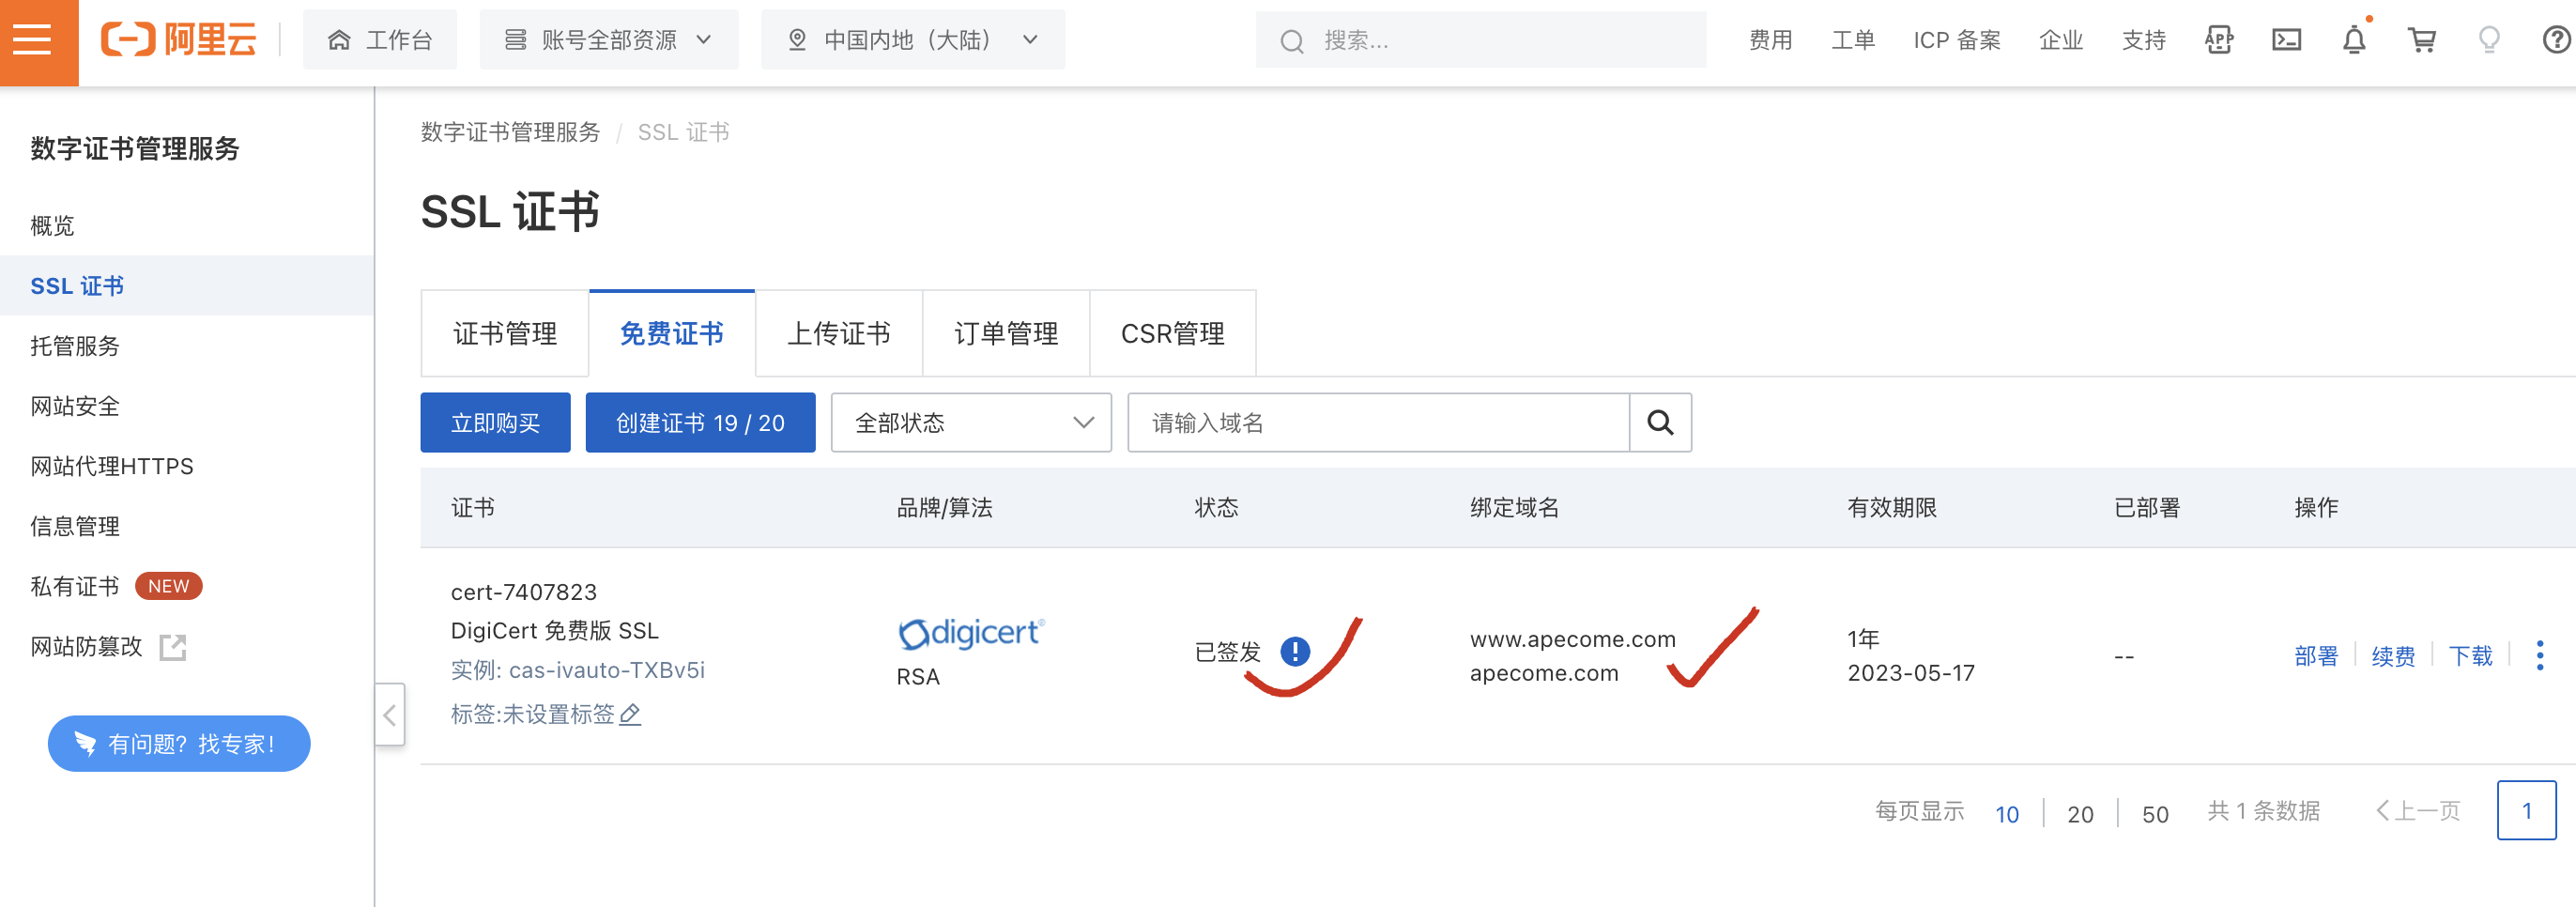 阿里云
工作台
账号全部资源
中国内地（大陆）
搜索...
费用
工单
ICP 备案
企业
支持
APP
数字证书管理服务
概览
SSL 证书
托管服务
网站安全
网站代理HTTPS
信息管理
私有证书 NEW
网站防篡改
有问题？找专家！
数字证书管理服务 / SSL 证书
SSL 证书
证书管理
免费证书
上传证书
订单管理
CSR管理
立即购买
创建证书 19 / 20
全部状态
请输入域名
证书
品牌/算法
状态
绑定域名
有效期限
已部署
操作
cert-7407823
DigiCert 免费版 SSL
实例: cas-ivauto-TXBv5i
标签:未设置标签
digicert®
RSA
已签发
www.apecome.com
apecome.com
1年
2023-05-17
--
部署
续费
下载
每页显示 10 20 50 共 1 条数据 上一页 1